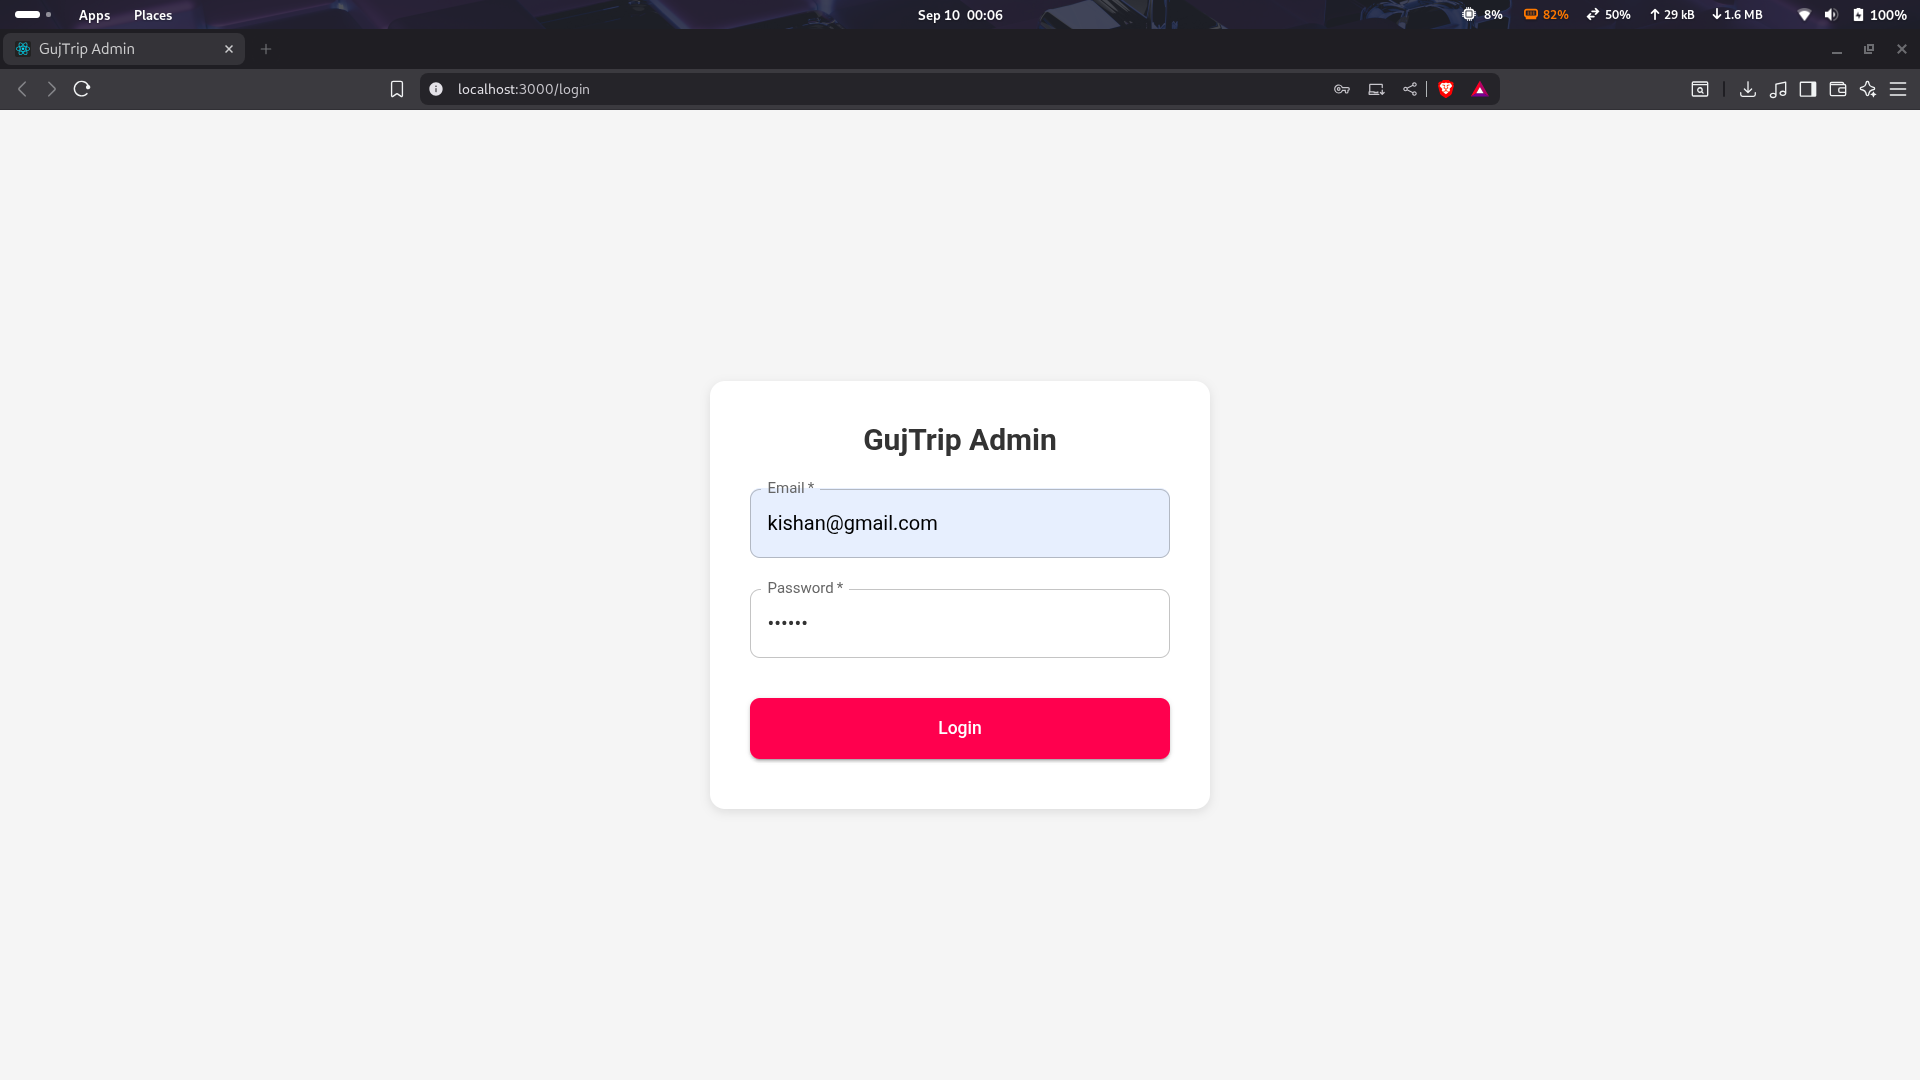 Apps Places Sep 10 00:06 8% 82% 50% 29 kB 1.6 MB 100%
GujTrip Admin
localhost:3000/login
GujTrip Admin
Email *
kishan@gmail.com
Password *
••••••
Login